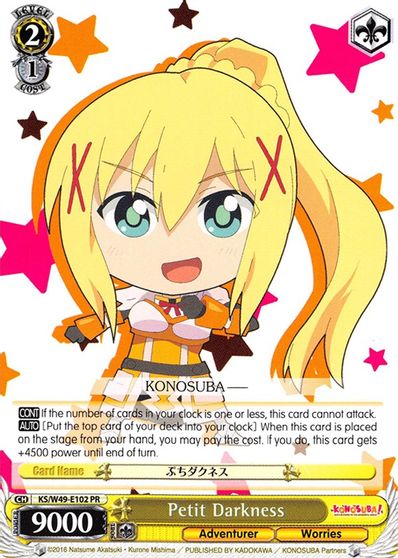 LEVEL
2
1
COST
KONOSUBA
CONT If the number of cards in your clock is one or less, this card cannot attack.
AUTO [Put the top card of your deck into your clock] When this card is placed
on the stage from your hand, you may pay the cost. If you do, this card gets
+4500 power until end of turn.
Card Name ぷちダクネス
CH KS/W49-E102 PR
9000
Petit Darkness
KONOSUBA!
Adventurer Worries
©2016 Natsume Akatsuki・Kurone Mishima / PUBLISHED BY KADOKAWA / KONOSUBA Partners